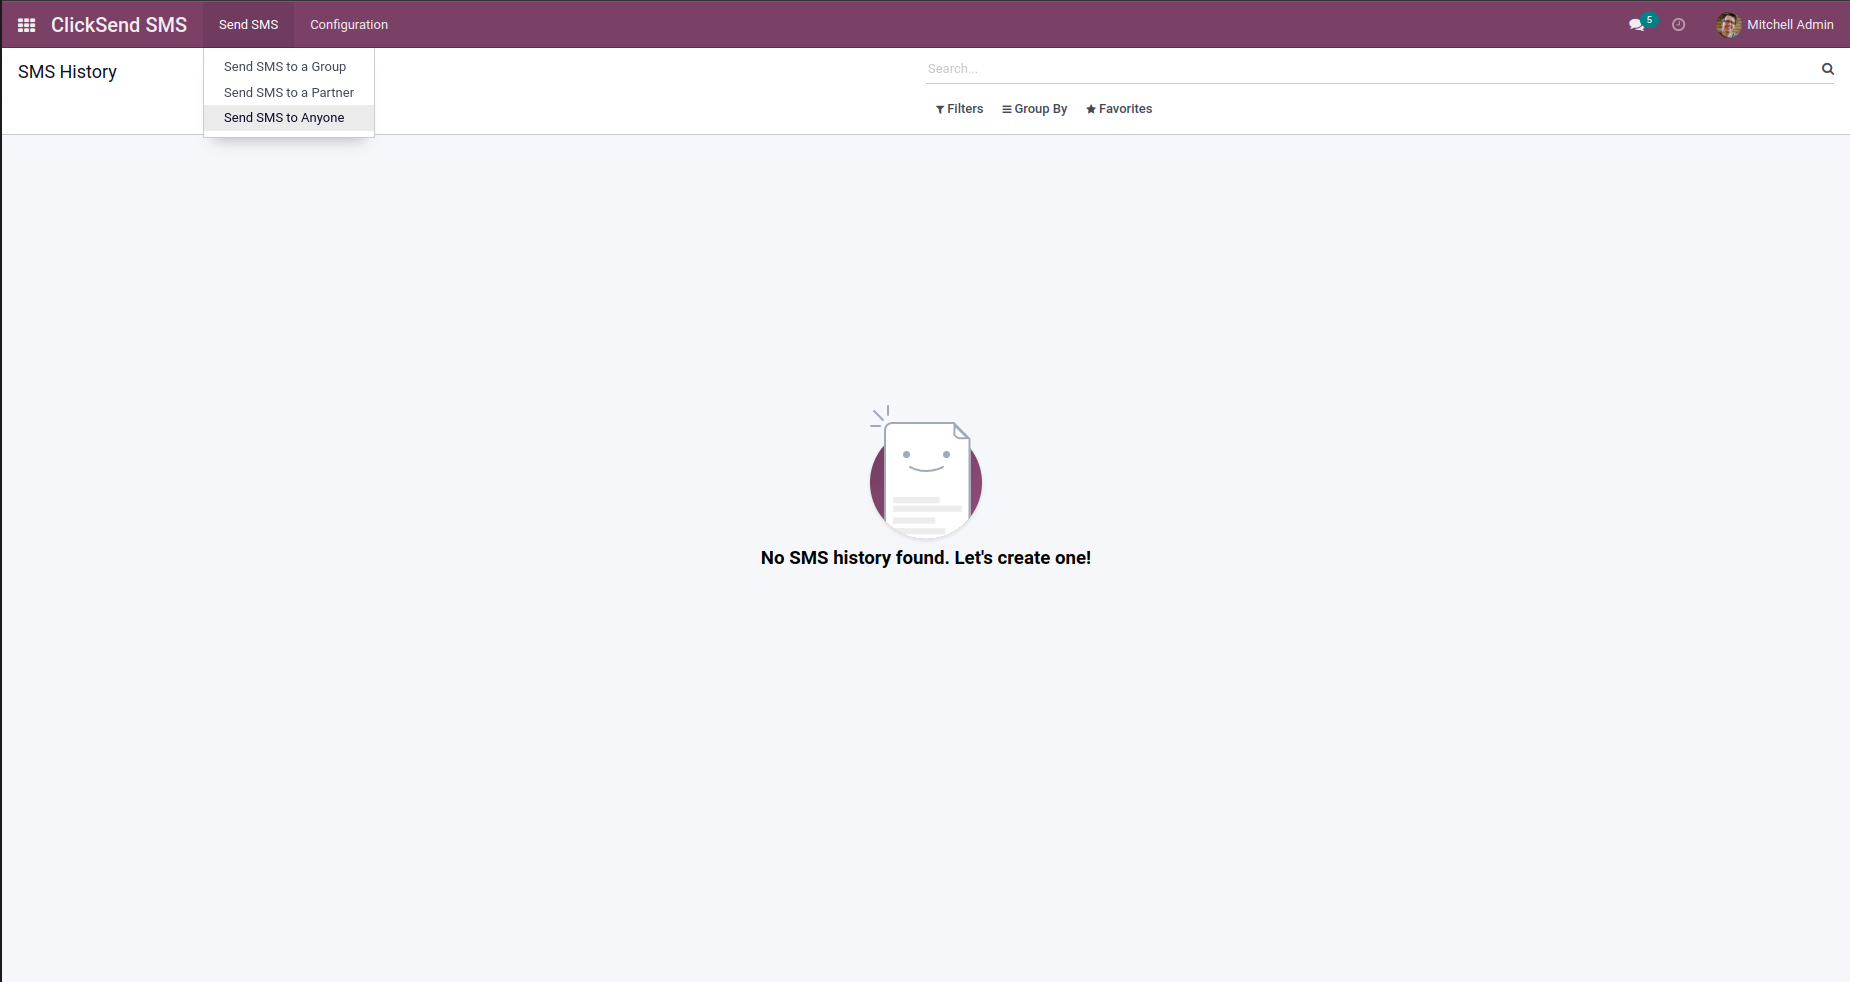 ClickSend SMS Send SMS Configuration 5 Mitchell Admin
SMS History
Search...
Filters Group By Favorites
Send SMS to a Group
Send SMS to a Partner
Send SMS to Anyone
No SMS history found. Let's create one!